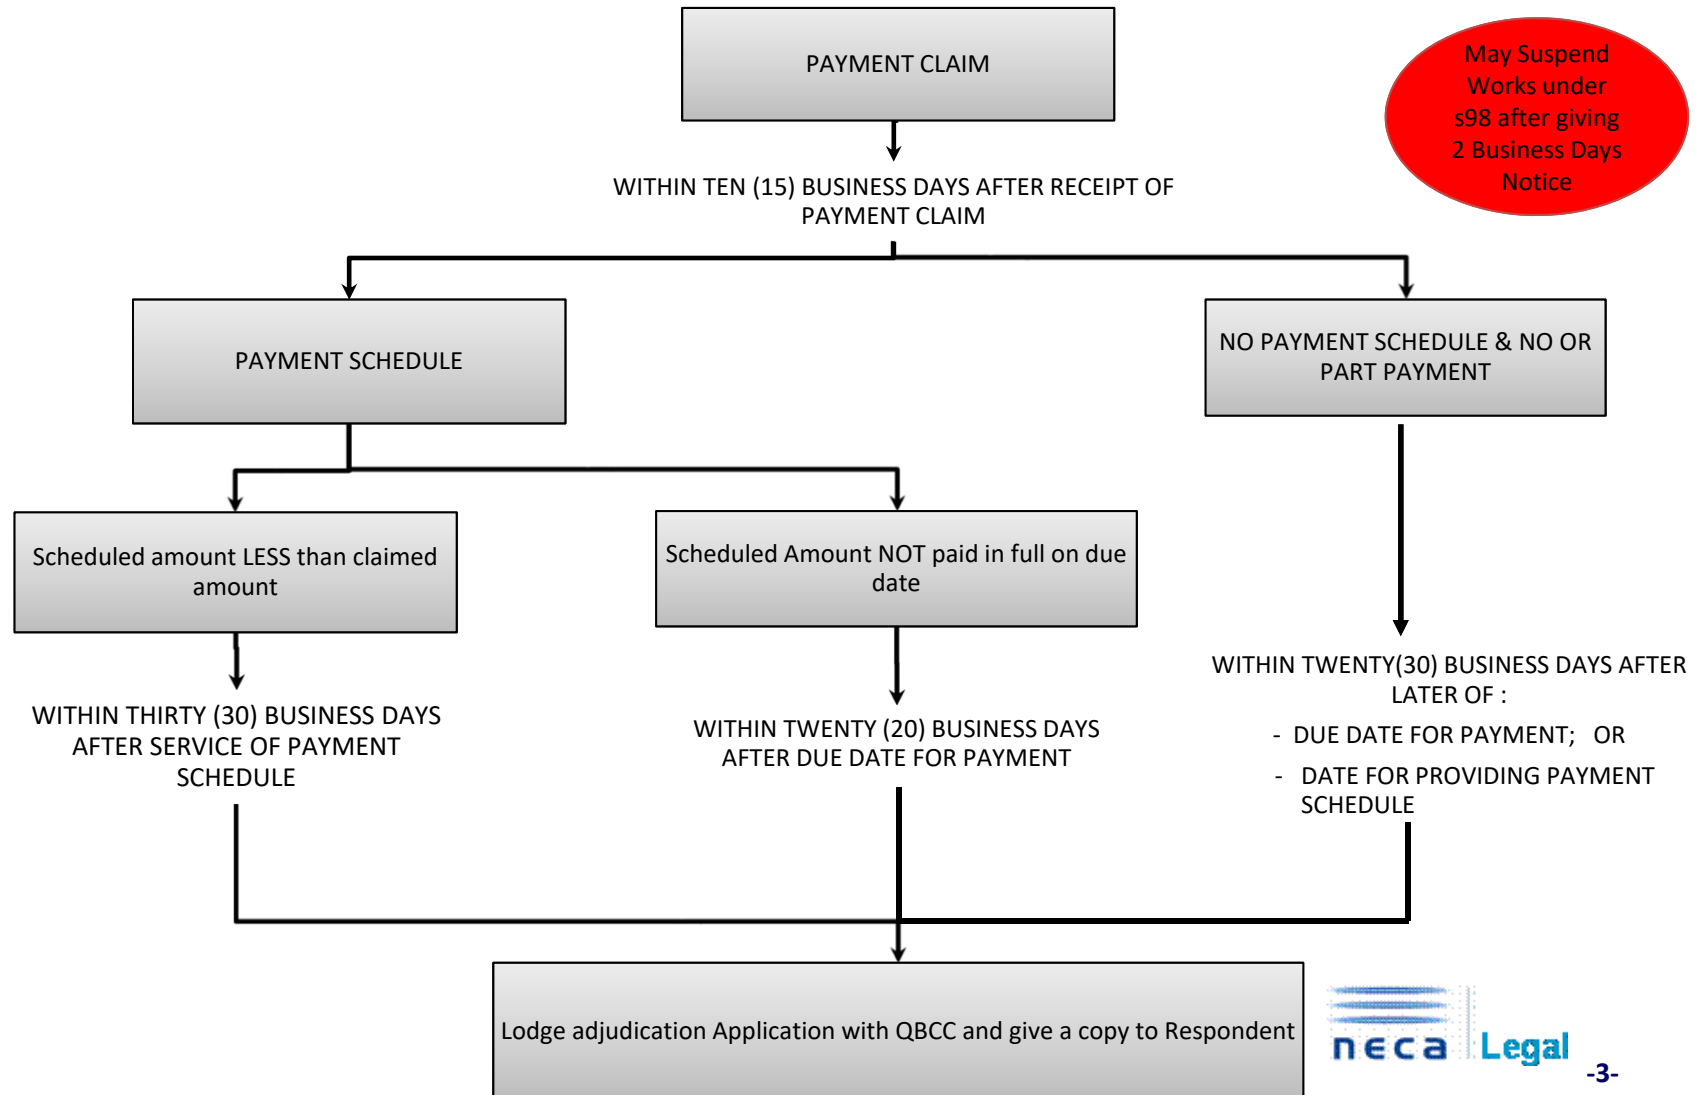 PAYMENT CLAIM
May Suspend
Works under
s98 after giving
2 Business Days
Notice
WITHIN TEN (15) BUSINESS DAYS AFTER RECEIPT OF
PAYMENT CLAIM
PAYMENT SCHEDULE
NO PAYMENT SCHEDULE & NO OR
PART PAYMENT
Scheduled amount LESS than claimed
amount
Scheduled Amount NOT paid in full on due
date
WITHIN THIRTY (30) BUSINESS DAYS
AFTER SERVICE OF PAYMENT
SCHEDULE
WITHIN TWENTY (20) BUSINESS DAYS
AFTER DUE DATE FOR PAYMENT
WITHIN TWENTY(30) BUSINESS DAYS AFTER
LATER OF :
- DUE DATE FOR PAYMENT; OR
- DATE FOR PROVIDING PAYMENT
SCHEDULE
Lodge adjudication Application with QBCC and give a copy to Respondent
neca Legal
-3-